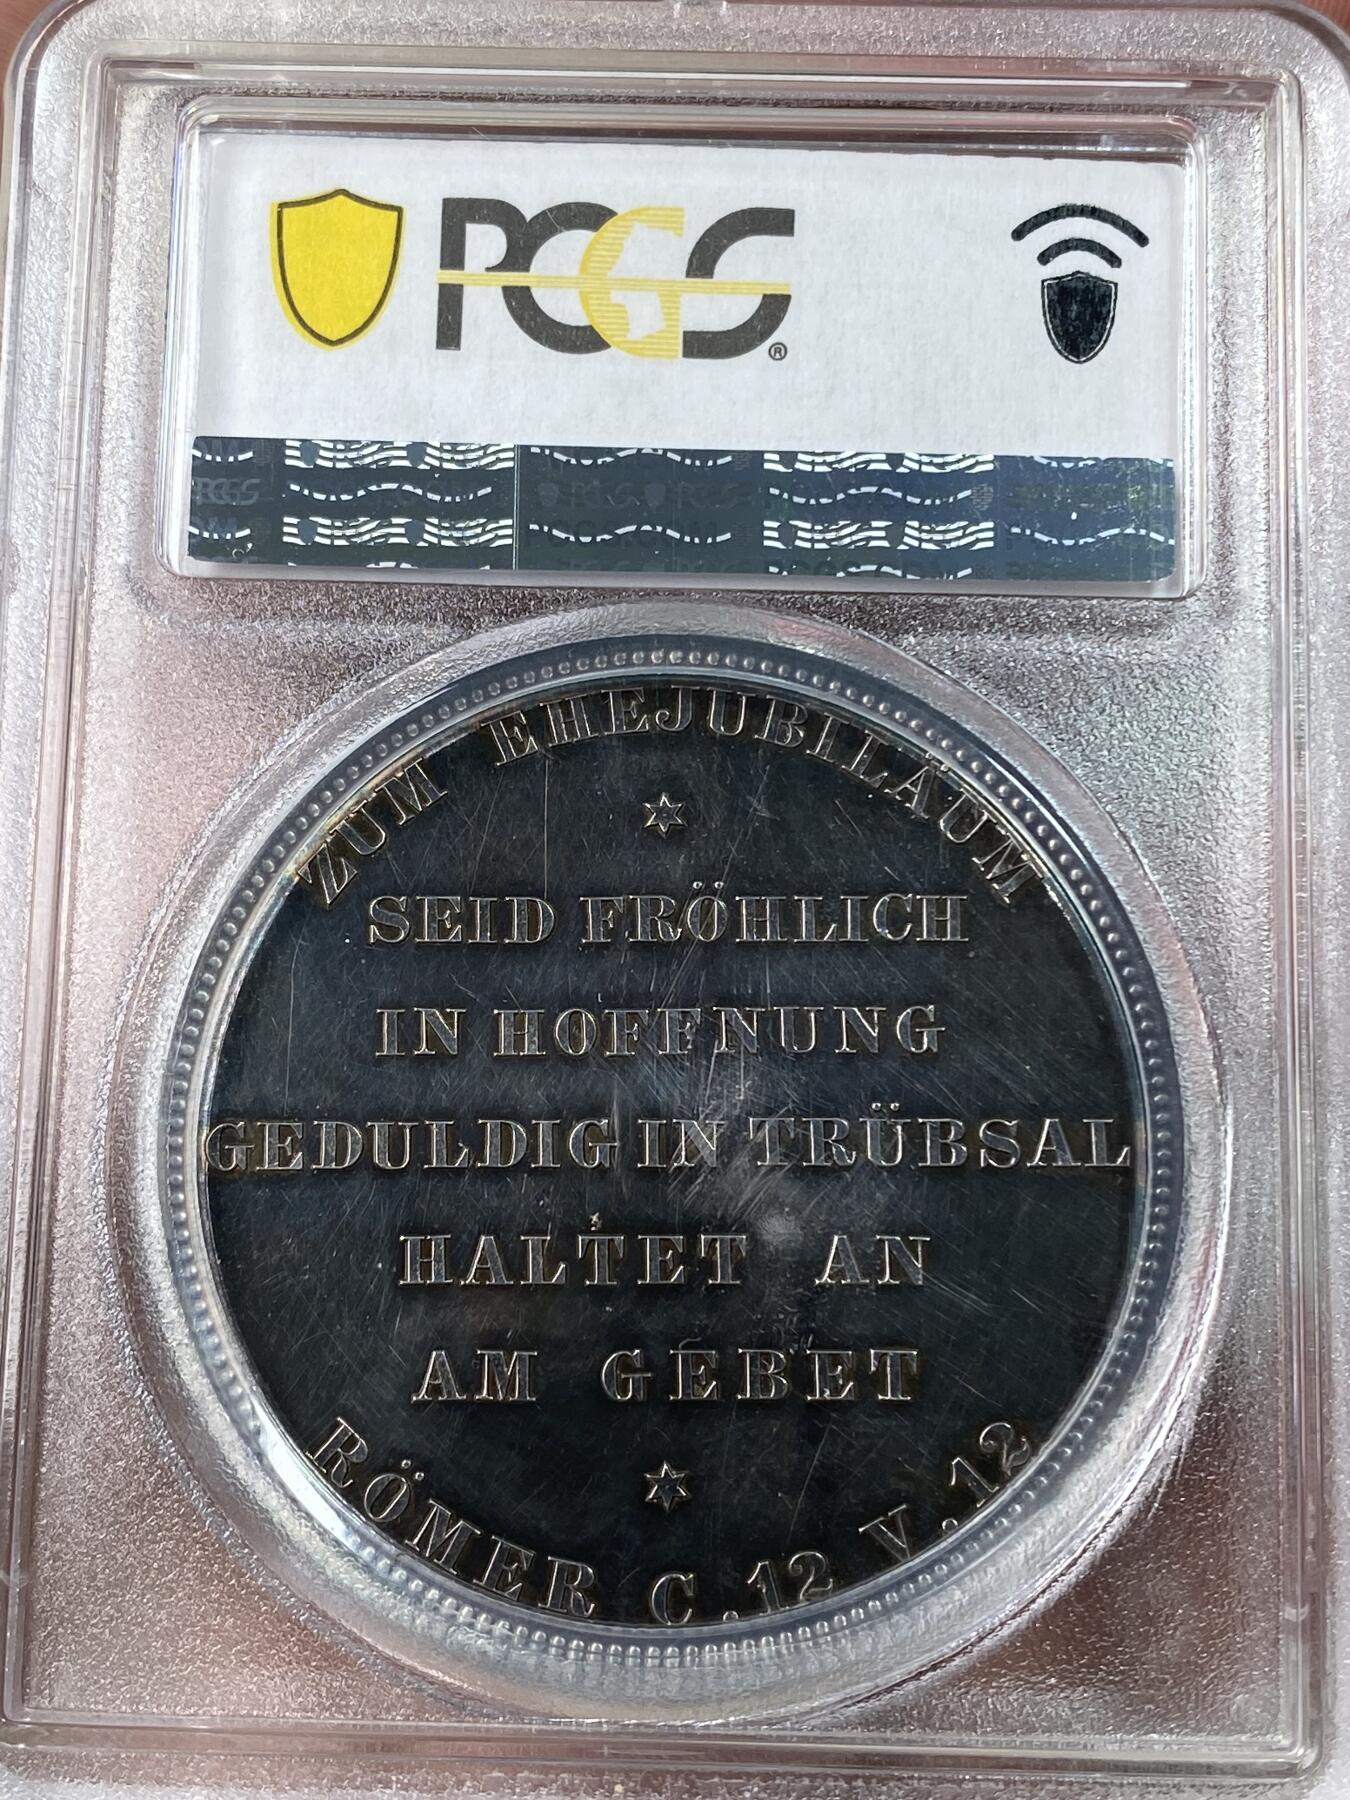 PCGS®
ZUM EHEJUBILÄUM
SEID FRÖHLICH
IN HOFFNUNG
GEDULDIG IN TRÜBSAL
HALTET AN
AM GEBET
RÖMER C. 12 V. 12